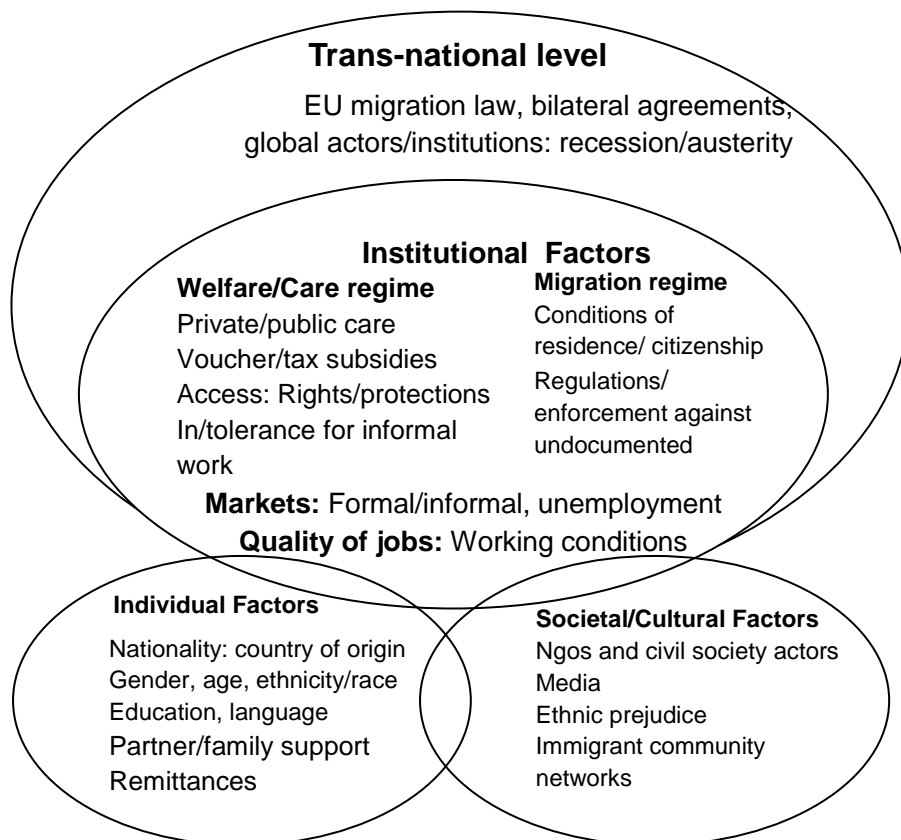 Trans-national level
EU migration law, bilateral agreements,
global actors/institutions: recession/austerity
Institutional Factors
Welfare/Care regime
Private/public care
Voucher/tax subsidies
Access: Rights/protections
In/tolerance for informal
work
Migration regime
Conditions of
residence/ citizenship
Regulations/
enforcement against
undocumented
Markets: Formal/informal, unemployment
Quality of jobs: Working conditions
Individual Factors
Nationality: country of origin
Gender, age, ethnicity/race
Education, language
Partner/family support
Remittances
Societal/Cultural Factors
Ngos and civil society actors
Media
Ethnic prejudice
Immigrant community
networks